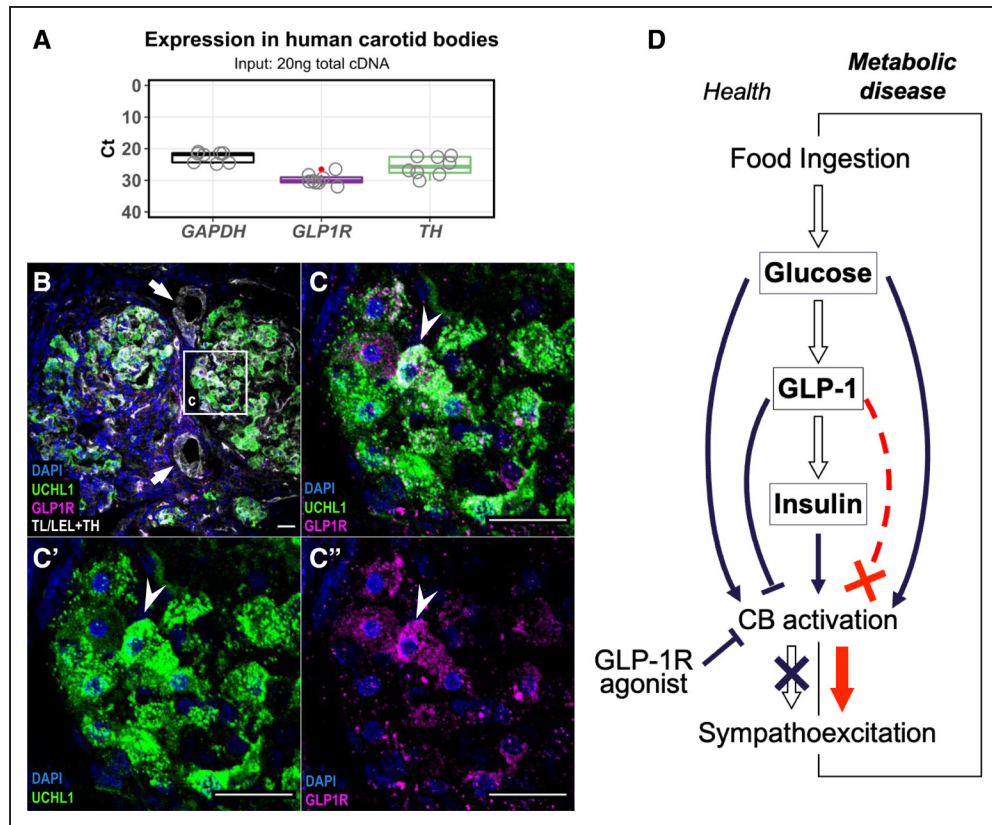 A
Expression in human carotid bodies
Input: 20ng total cDNA
Ct
0
10
20
30
40
GAPDH GLP1R TH
B
c
DAPI
UCHL1
GLP1R
TL/LEL+TH
C
DAPI
UCHL1
GLP1R
C'
DAPI
UCHL1
C"
DAPI
GLP1R
D
Health
Metabolic
disease
Food Ingestion
Glucose
GLP-1
Insulin
CB activation
GLP-1R
agonist
Sympathoexcitation